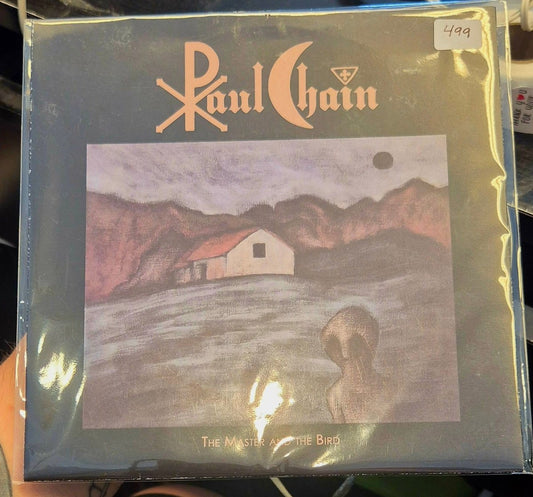 499
Paul Chain
The Master and the Bird